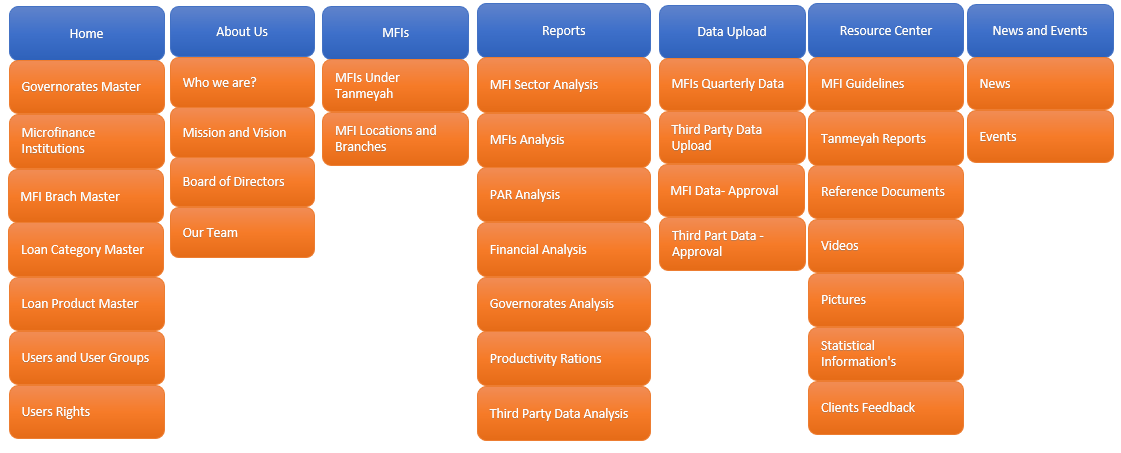 Home
Governorates Master
Microfinance
Institutions
MFI Brach Master
Loan Category Master
Loan Product Master
Users and User Groups
Users Rights
About Us
Who we are?
Mission and Vision
Board of Directors
Our Team
MFIs
MFIs Under
Tanmeyah
MFI Locations and
Branches
Reports
MFI Sector Analysis
MFIs Analysis
PAR Analysis
Financial Analysis
Governorates Analysis
Productivity Rations
Third Party Data Analysis
Data Upload
MFIs Quarterly Data
Third Party Data
Upload
MFI Data- Approval
Third Part Data -
Approval
Resource Center
MFI Guidelines
Tanmeyah Reports
Reference Documents
Videos
Pictures
Statistical
Information's
Clients Feedback
News and Events
News
Events